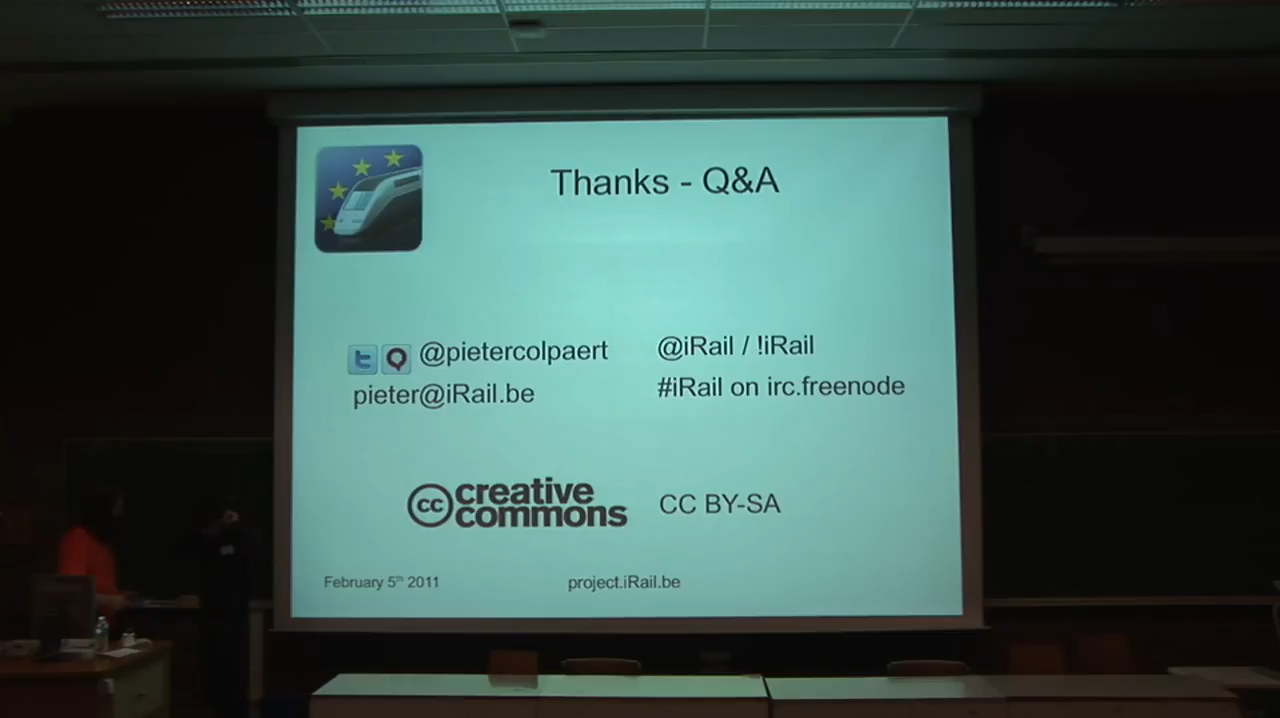 Thanks - Q&A
@pietercolpaert
pieter@iRail.be
@iRail / !iRail
#iRail on irc.freenode
cc creative commons
CC BY-SA
February 5th 2011
project.iRail.be